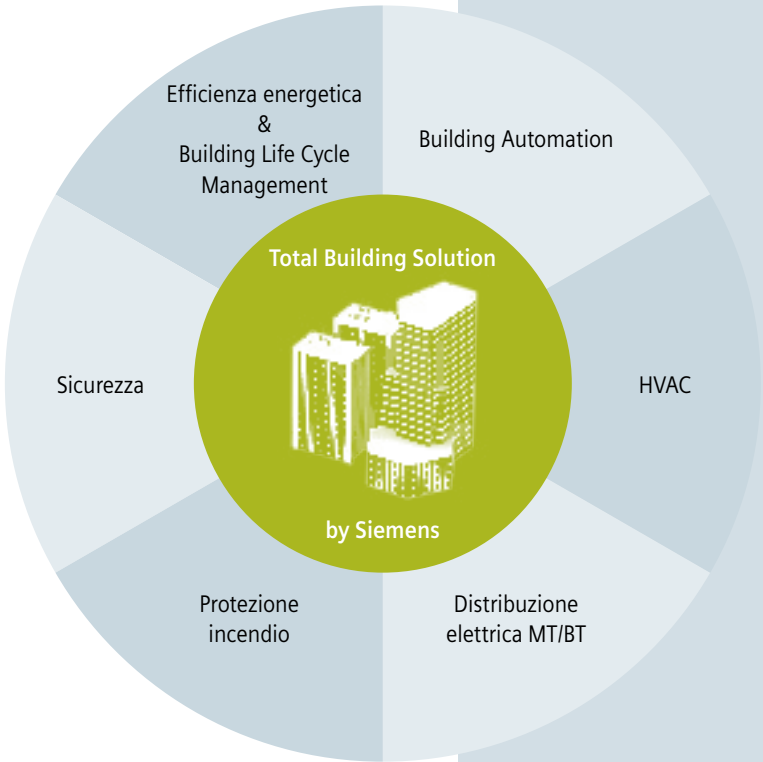 Efficienza energetica
&
Building Life Cycle
Management
Building Automation
Total Building Solution
Sicurezza
HVAC
by Siemens
Protezione
incendio
Distribuzione
elettrica MT/BT